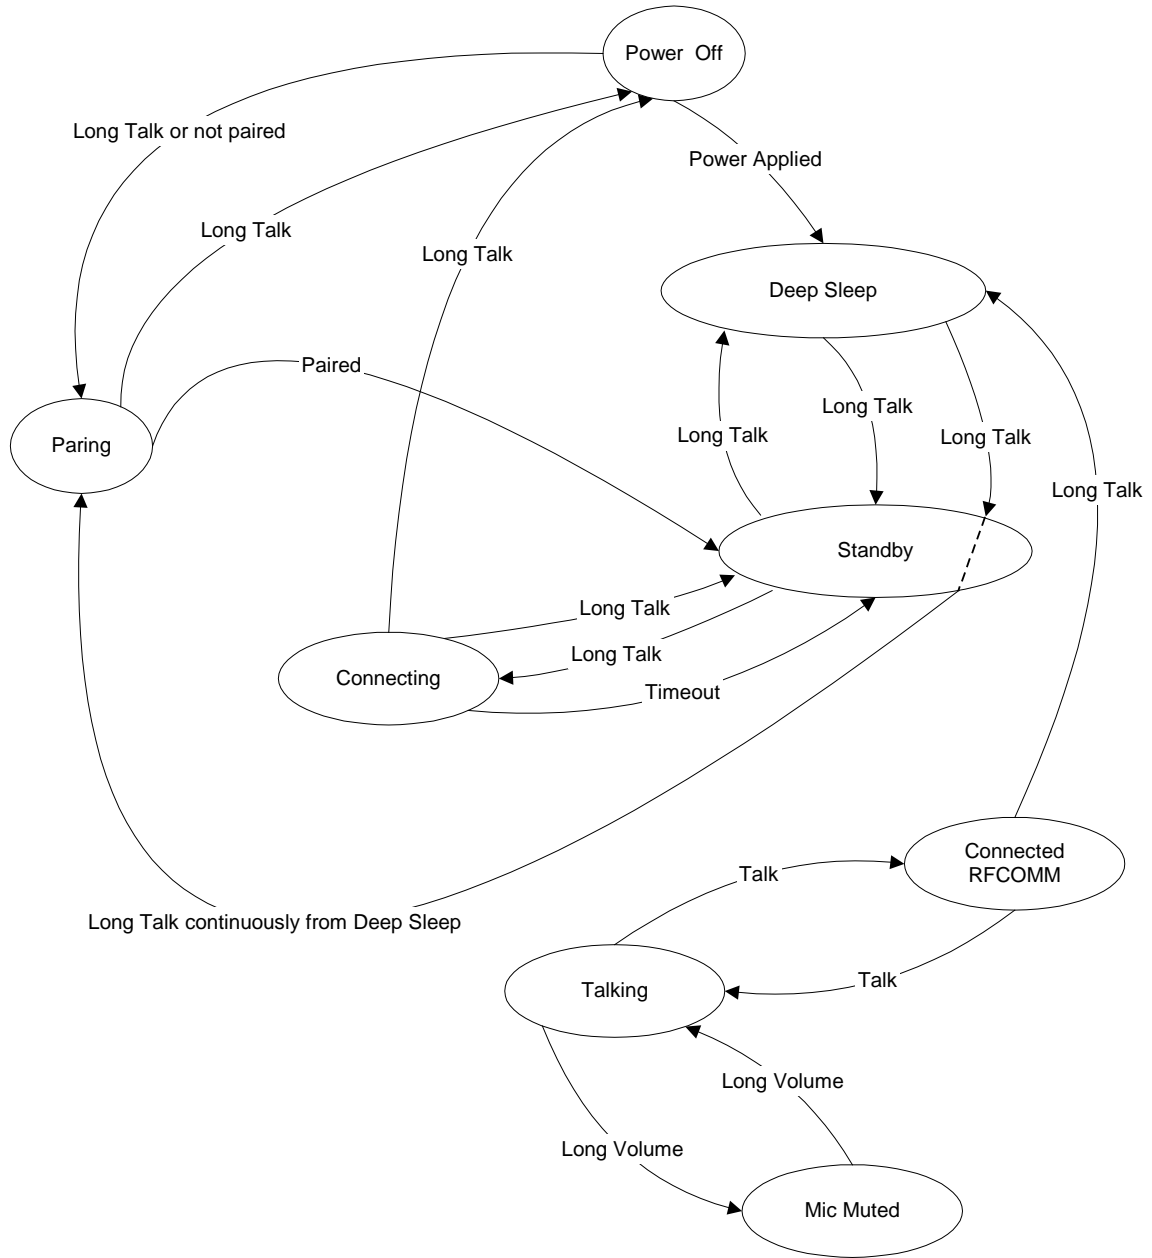 Power Off
Long Talk or not paired
Power Applied
Long Talk
Long Talk
Deep Sleep
Paired
Long Talk
Long Talk
Long Talk
Paring
Long Talk
Standby
Long Talk
Long Talk
Connecting
Timeout
Connected
RFCOMM
Talk
Long Talk continuously from Deep Sleep
Talk
Talking
Long Volume
Long Volume
Mic Muted